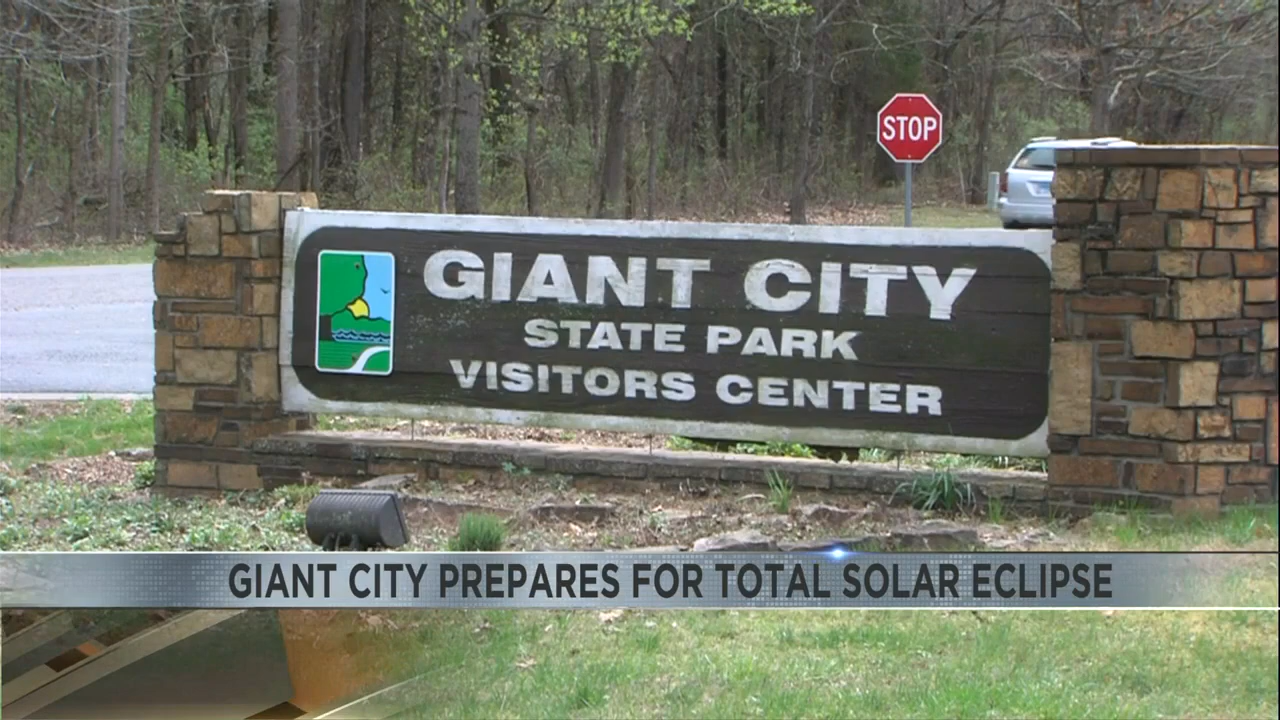 STOP
GIANT CITY
STATE PARK
VISITORS CENTER
GIANT CITY PREPARES FOR TOTAL SOLAR ECLIPSE